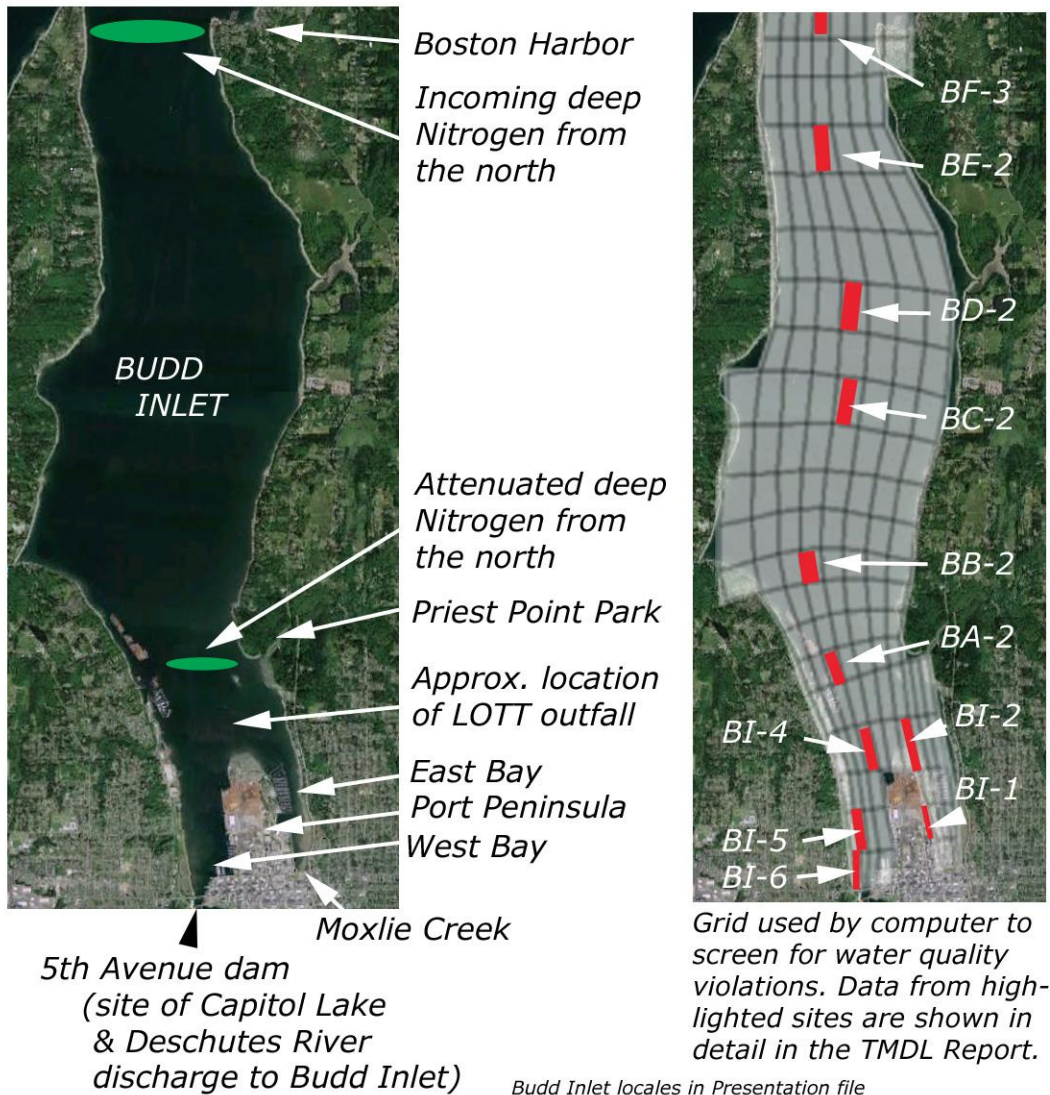 Boston Harbor
Incoming deep
Nitrogen from
the north
BUDD
INLET
Attenuated deep
Nitrogen from
the north
Priest Point Park
Approx. location
of LOTT outfall
East Bay
Port Peninsula
West Bay
Moxlie Creek
5th Avenue dam
(site of Capitol Lake
& Deschutes River
discharge to Budd Inlet)
BF-3
BE-2
BD-2
BC-2
BB-2
BA-2
BI-4
BI-2
BI-1
BI-5
BI-6
Grid used by computer to
screen for water quality
violations. Data from high-
lighted sites are shown in
detail in the TMDL Report.
Budd Inlet locales in Presentation file